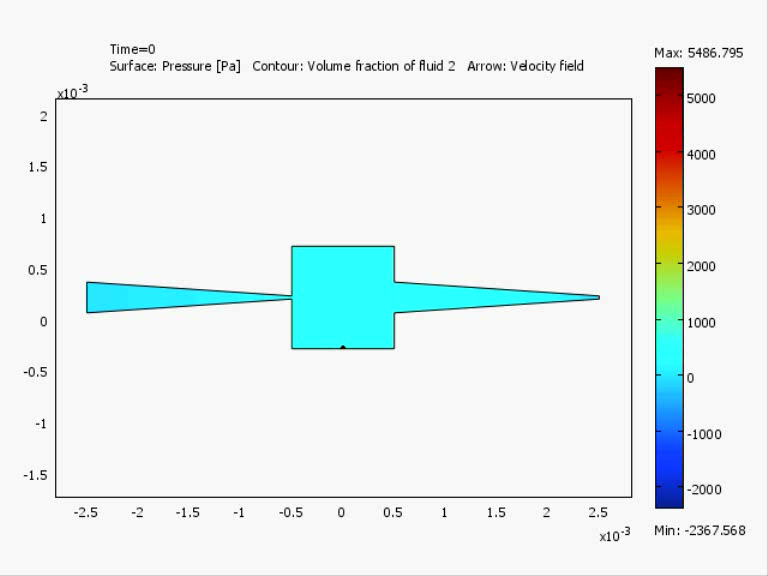 Time=0
Surface: Pressure [Pa]   Contour: Volume fraction of fluid 2   Arrow: Velocity field
Max: 5486.795
x10-3
2
1.5
1
0.5
0
-0.5
-1
-1.5
-2.5 -2 -1.5 -1 -0.5 0 0.5 1 1.5 2 2.5
x10-3
5000
4000
3000
2000
1000
0
-1000
-2000
Min: -2367.568